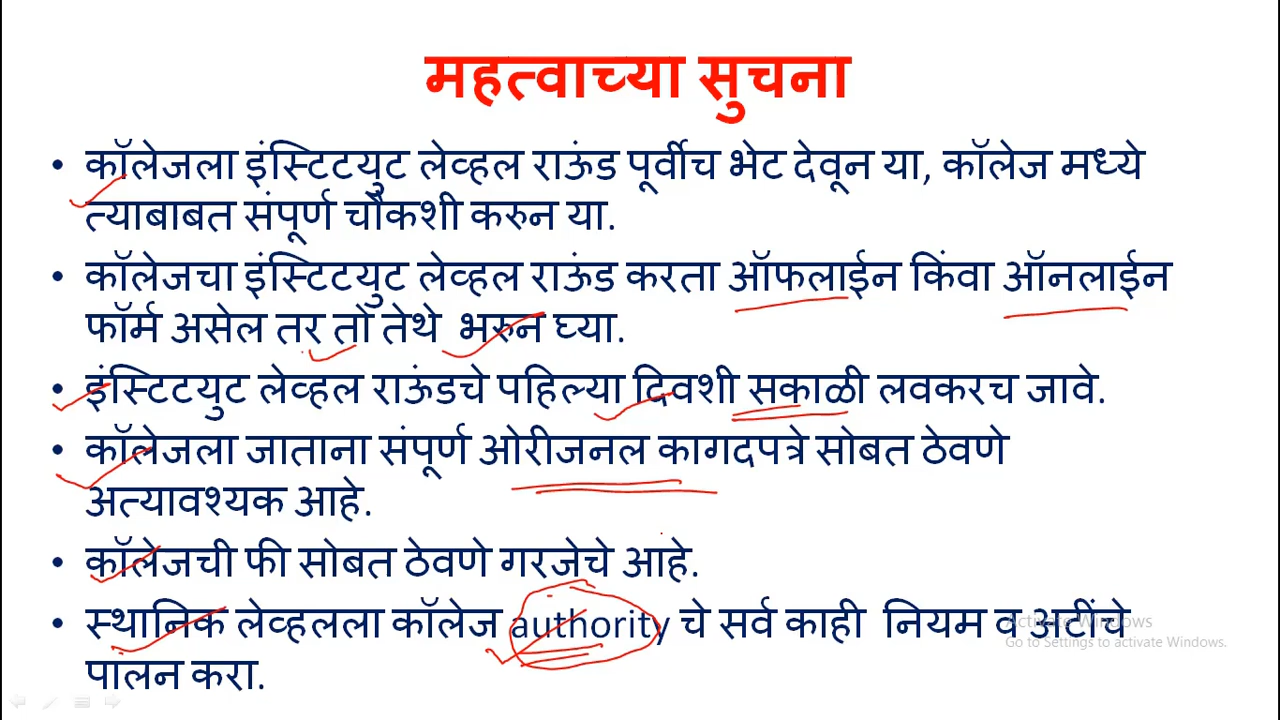 महत्वाच्या सुचना
• कॉलेजला इंस्टिटयुट लेव्हल राऊंड पूर्वीच भेट देवून या, कॉलेज मध्ये
त्याबाबत संपूर्ण चौकशी करुन या.
• कॉलेजचा इंस्टिटयुट लेव्हल राऊंड करता ऑफलाईन किंवा ऑनलाईन
फॉर्म असेल तर तो तेथे भरुन घ्या.
• इंस्टिटयुट लेव्हल राऊंडचे पहिल्या दिवशी सकाळी लवकरच जावे.
• कॉलेजला जाताना संपूर्ण ओरीजनल कागदपत्रे सोबत ठेवणे
अत्यावश्यक आहे.
• कॉलेजची फी सोबत ठेवणे गरजेचे आहे.
• स्थानिक लेव्हलला कॉलेज authority चे सर्व काही नियम व अटींचे
पालन करा.
Activate Windows
Go to Settings to activate Windows.